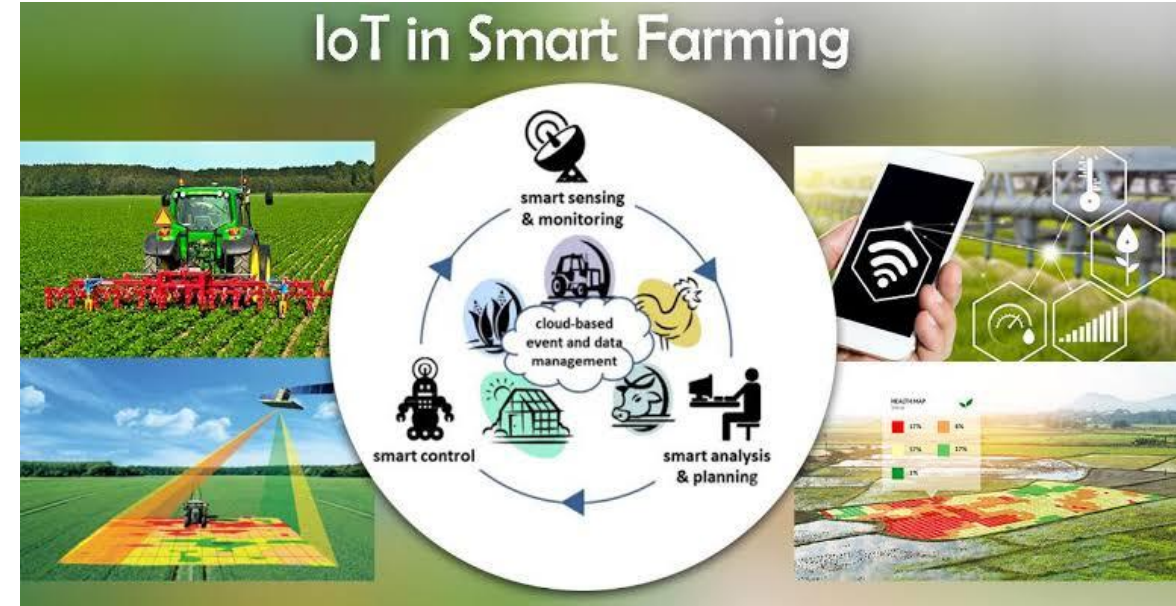 IoT in Smart Farming
smart sensing
& monitoring
cloud-based
event and data
management
smart control
smart analysis
& planning
HEALTH MAP
17%
6%
17%
1%